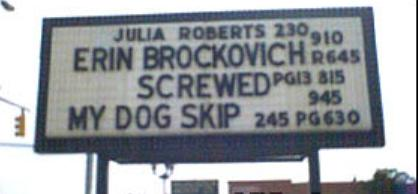 JULIA ROBERTS 230 910
ERIN BROCKOVICH R645
SCREWED PG13 815
945
MY DOG SKIP 245 PG630